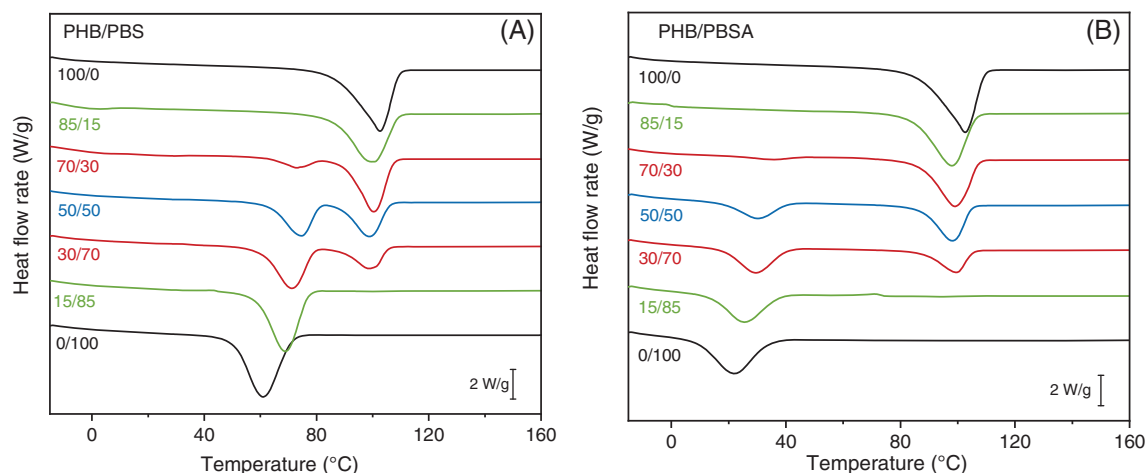 PHB/PBS
(A)
100/0
85/15
70/30
50/50
30/70
15/85
0/100
2 W/g
Heat flow rate (W/g)
0
40
80
120
160
Temperature (°C)
PHB/PBSA
(B)
100/0
85/15
70/30
50/50
30/70
15/85
0/100
2 W/g
Heat flow rate (W/g)
0
40
80
120
160
Temperature (°C)